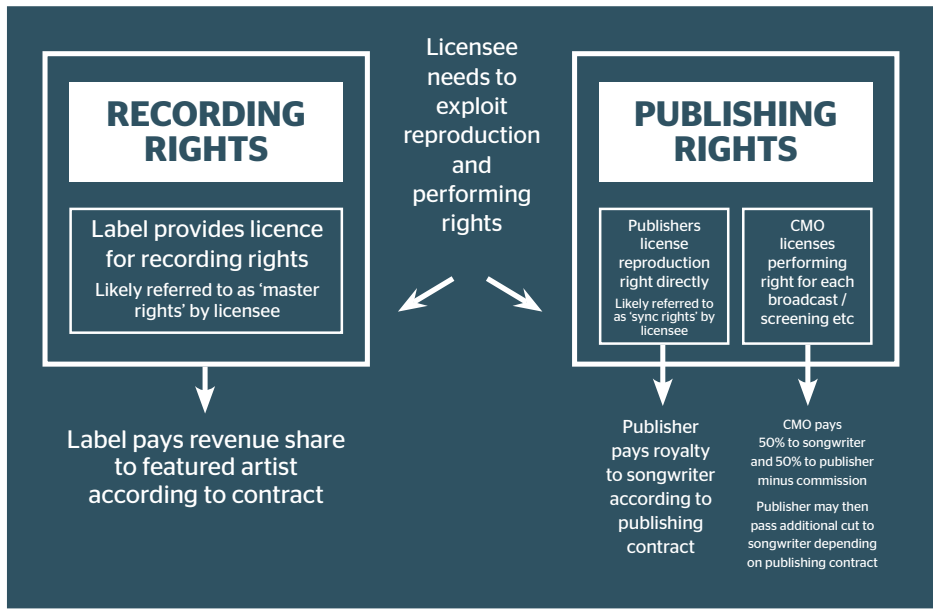 RECORDING
RIGHTS
Label provides licence
for recording rights
Likely referred to as ‘master
rights’ by licensee
Label pays revenue share
to featured artist
according to contract
Licensee
needs to
exploit
reproduction
and
performing
rights
PUBLISHING
RIGHTS
Publishers
license
reproduction
right directly
Likely referred to
as ‘sync rights’ by
licensee
Publisher
pays royalty
to songwriter
according to
publishing
contract
CMO
licenses
performing
right for each
broadcast /
screening etc
CMO pays
50% to songwriter
and 50% to publisher
minus commission
Publisher may then
pass additional cut to
songwriter depending
on publishing contract